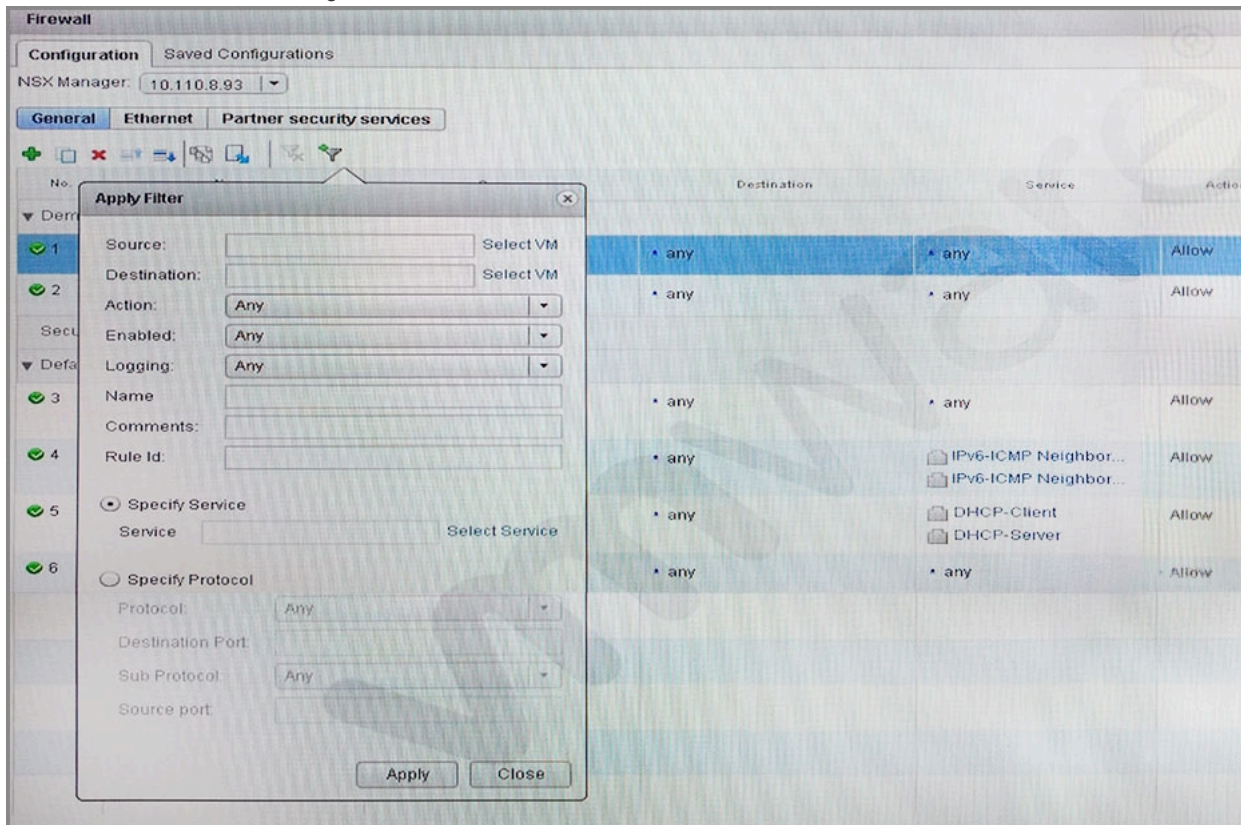 Firewall
Configuration Saved Configurations
NSX Manager: 10.110.8.93
General Ethernet Partner security services
No. Destination Service Actio
Apply Filter
Dem
Source: Select VM
1 any any Allow
Destination: Select VM
2 any any Allow
Action: Any
Secu
Enabled: Any
Defa
Logging: Any
3 any any Allow
Name
Comments:
4 any IPv6-ICMP Neighbor... Allow
Rule Id:
IPv6-ICMP Neighbor...
Specify Service
5 any DHCP-Client Allow
Service Select Service
DHCP-Server
6 any any Allow
Specify Protocol
Protocol: Any
Destination Port:
Sub Protocol: Any
Source port:
Apply Close